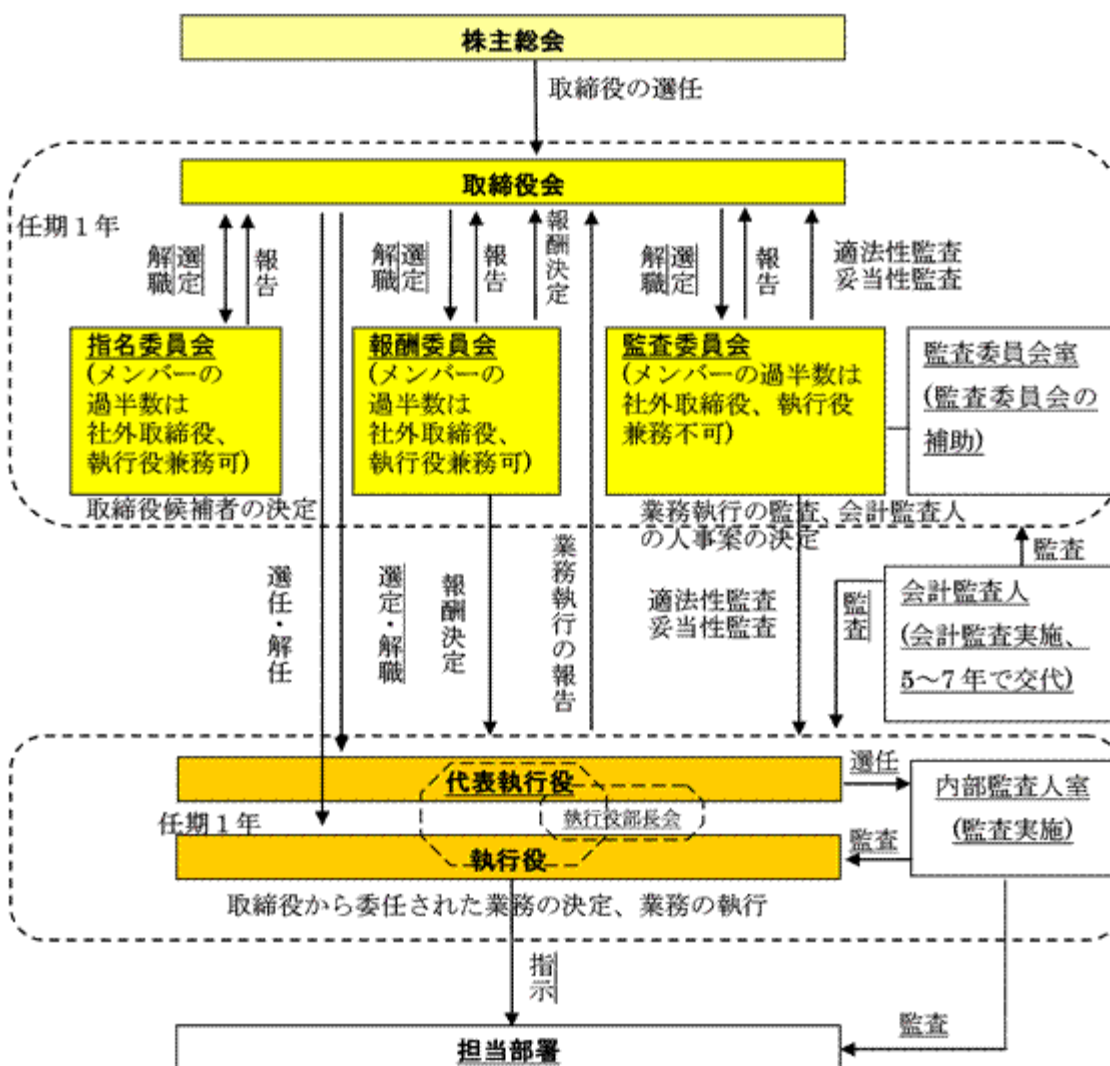 株主総会
取締役の選任
取締役会
任期1年
解職
選定
報告
解職
選定
報告
報酬決定
解職
選定
報告
適法性監査
妥当性監査
指名委員会
(メンバーの
過半数は
社外取締役、
執行役兼務可)
報酬委員会
(メンバーの
過半数は
社外取締役、
執行役兼務可)
監査委員会
(メンバーの過半数は
社外取締役、執行役
兼務不可)
監査委員会室
(監査委員会の
補助)
取締役候補者の決定
業務執行の監査、会計監査人
の人事案の決定
選任・解任
選定・解職
報酬決定
業務執行の報告
適法性監査
妥当性監査
監査
監査
会計監査人
(会計監査実施、
5～7年で交代)
代表執行役
選任
内部監査人室
(監査実施)
執行役部長会
任期1年
監査
執行役
取締役から委任された業務の決定、業務の執行
指示
監査
担当部署